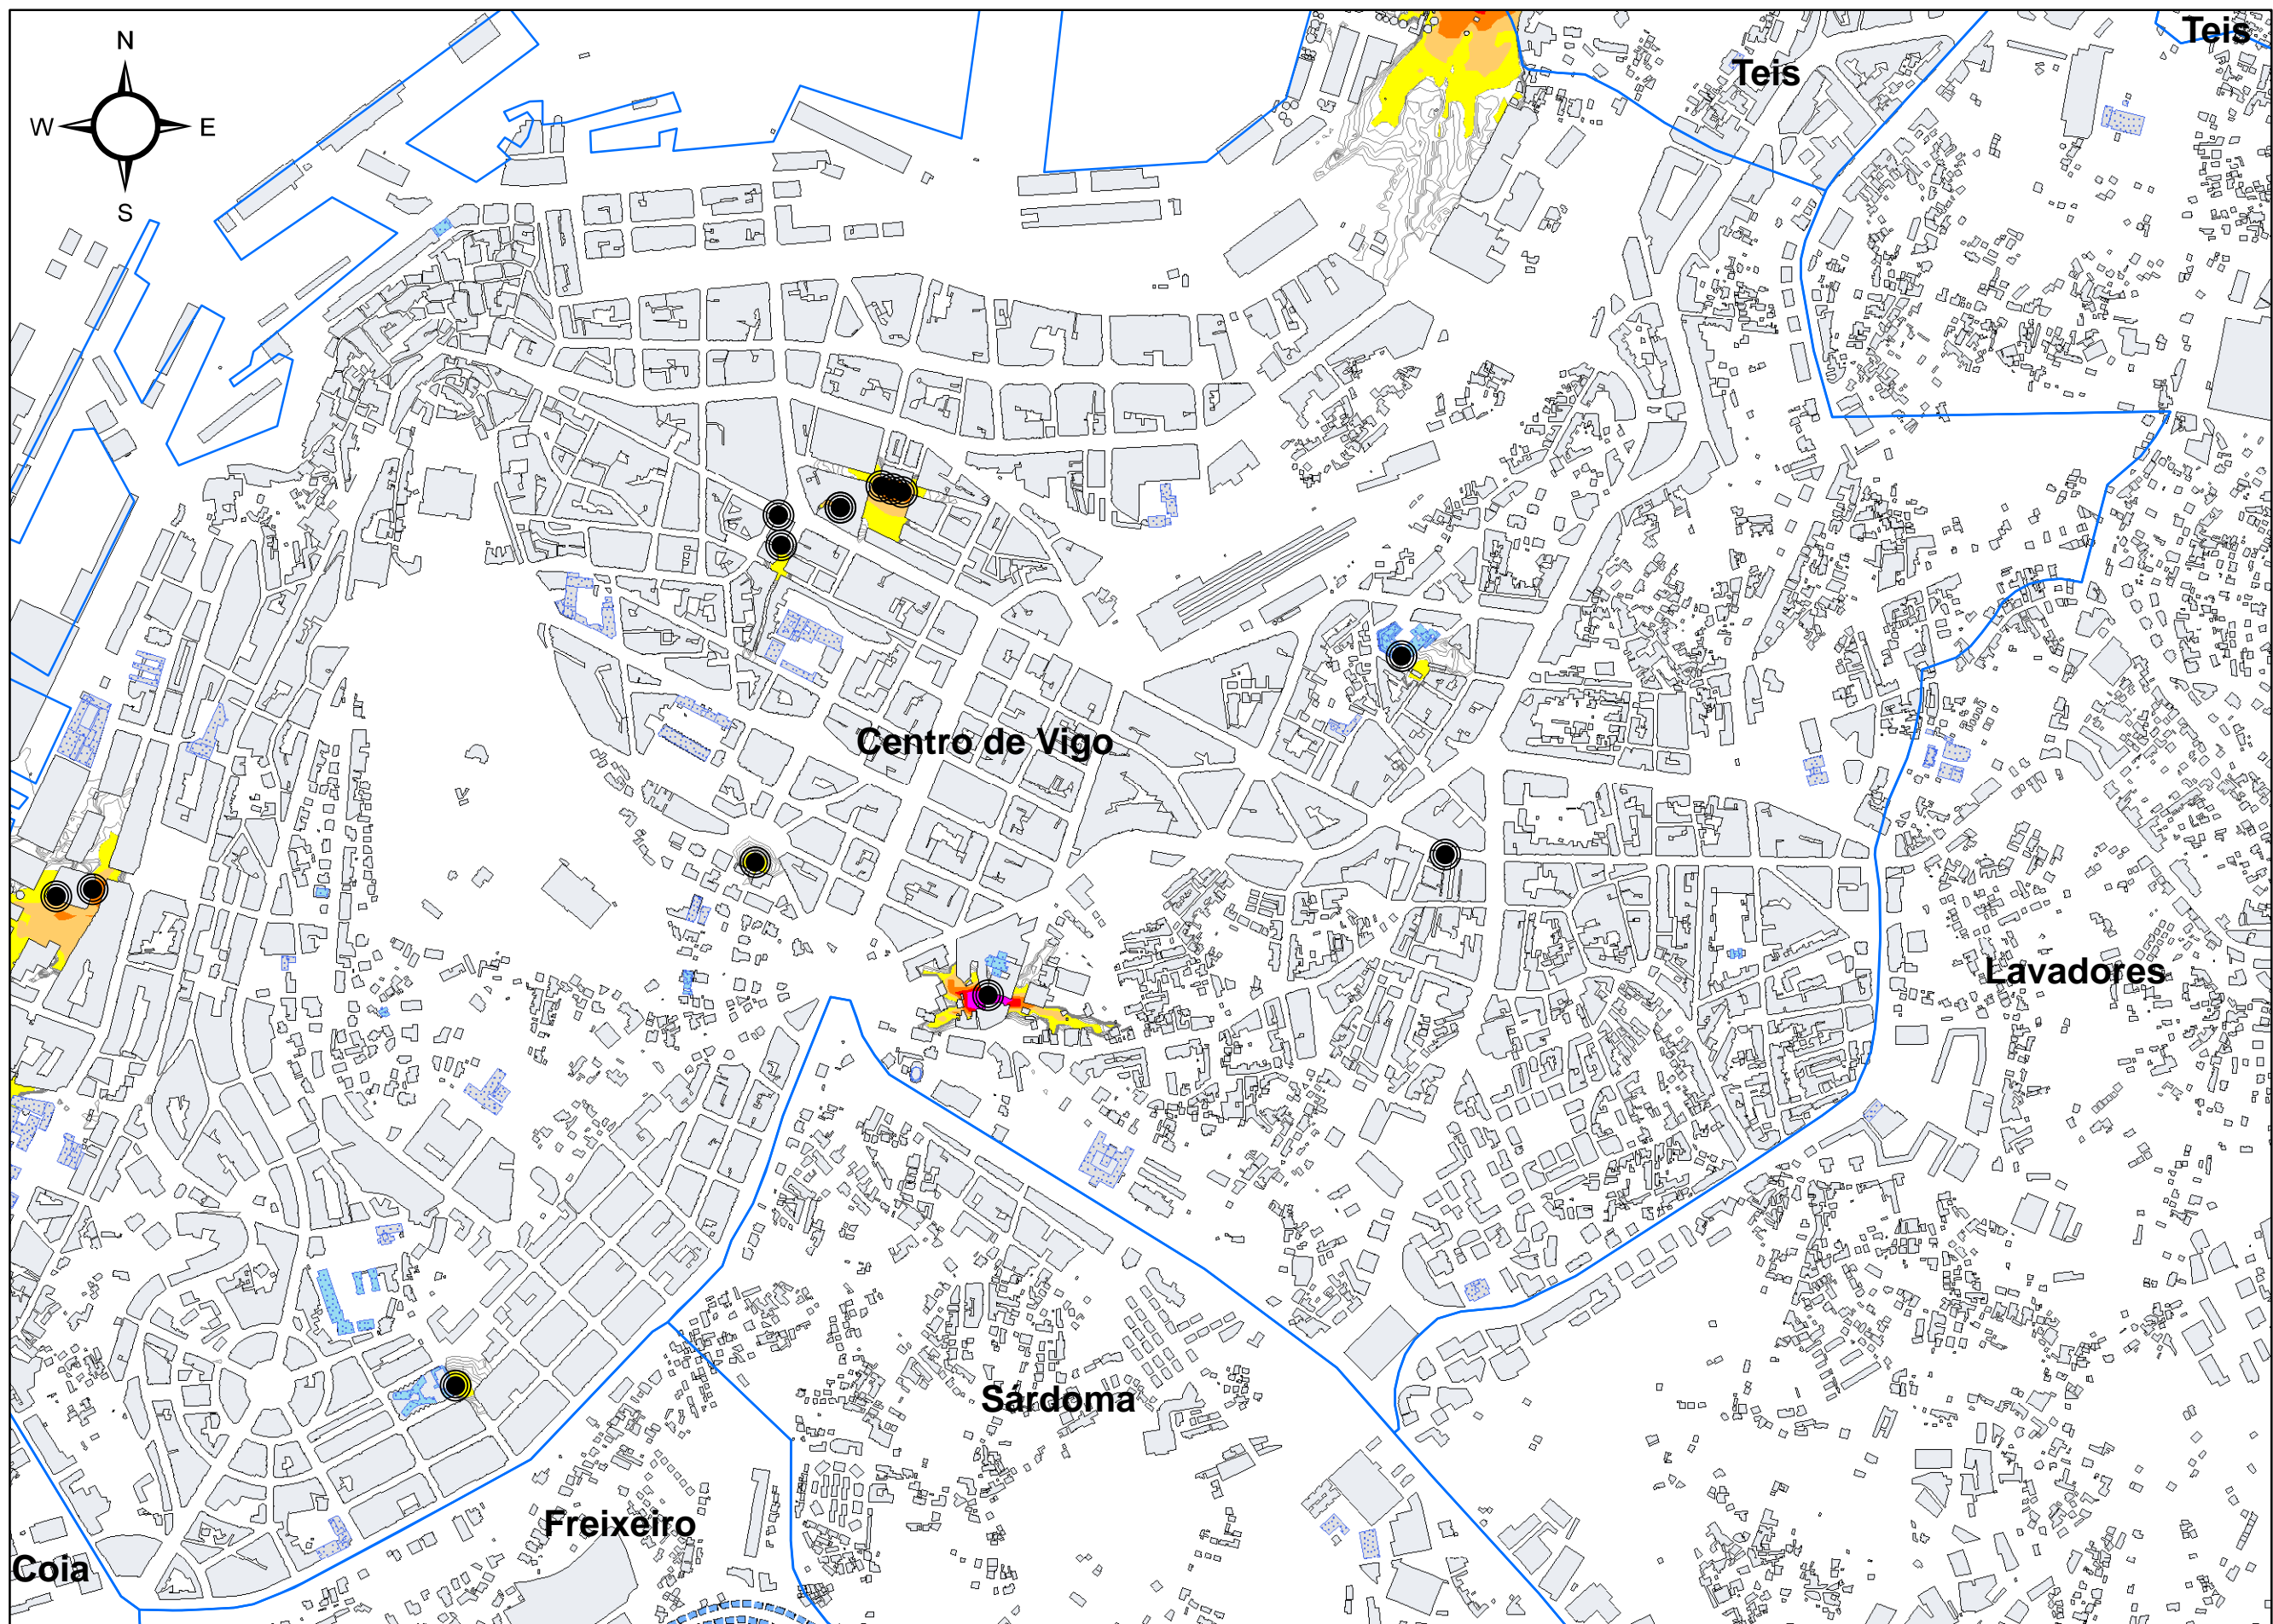 N
Teis
Teis
W E
S
Centro de Vigo
Lavadores
Sárdoma
Freixeiro
Coia